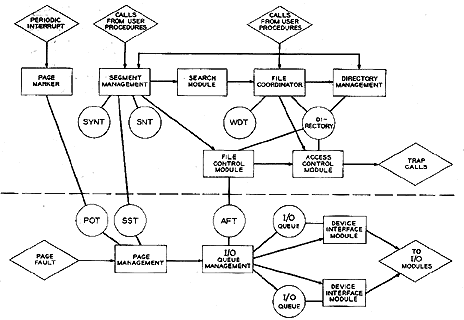 PERIODIC
INTERRUPT
CALLS
FROM USER
PROCEDURES
CALLS
FROM USER
PROCEDURES
PAGE
MARKER
SEGMENT
MANAGEMENT
SEARCH
MODULE
FILE
COORDINATOR
DIRECTORY
MANAGEMENT
SYNT
SNT
WDT
DI-
RECTORY
FILE
CONTROL
MODULE
ACCESS
CONTROL
MODULE
TRAP
CALLS
POT
SST
AFT
I/O
QUEUE
DEVICE
INTERFACE
MODULE
PAGE
FAULT
PAGE
MANAGEMENT
I/O
QUEUE
MANAGEMENT
TO
I/O
MODULES
I/O
QUEUE
DEVICE
INTERFACE
MODULE